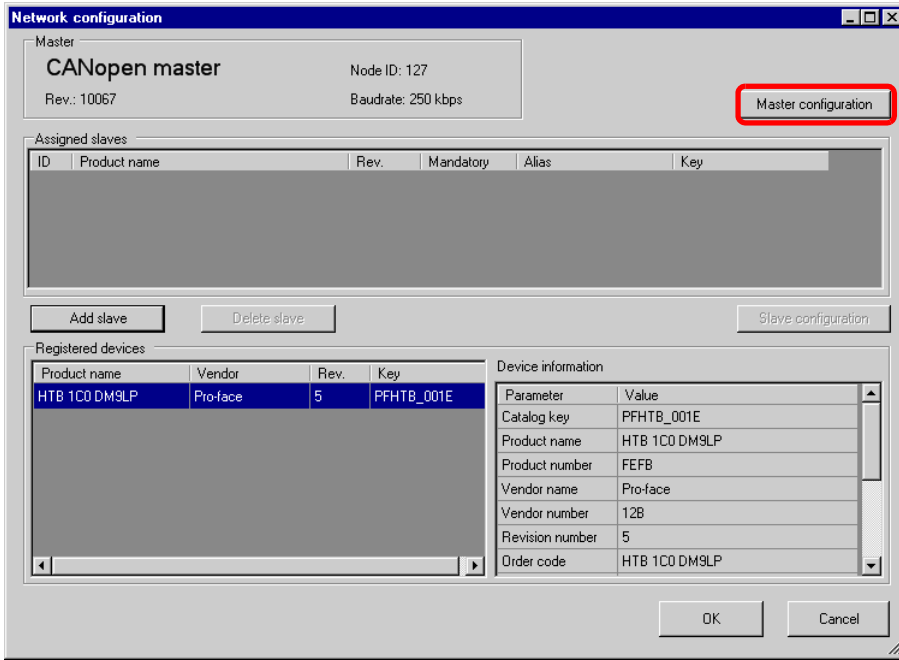 Network configuration
Master
CANopen master
Node ID: 127
Rev.: 10067
Baudrate: 250 kbps
Master configuration
Assigned slaves
ID Product name Rev. Mandatory Alias Key
Add slave Delete slave Slave configuration
Registered devices
Product name Vendor Rev. Key
HTB 1C0 DM9LP Pro-face 5 PFHTB_001E
Device information
Parameter Value
Catalog key PFHTB_001E
Product name HTB 1C0 DM9LP
Product number FEFB
Vendor name Pro-face
Vendor number 12B
Revision number 5
Order code HTB 1C0 DM9LP
OK Cancel